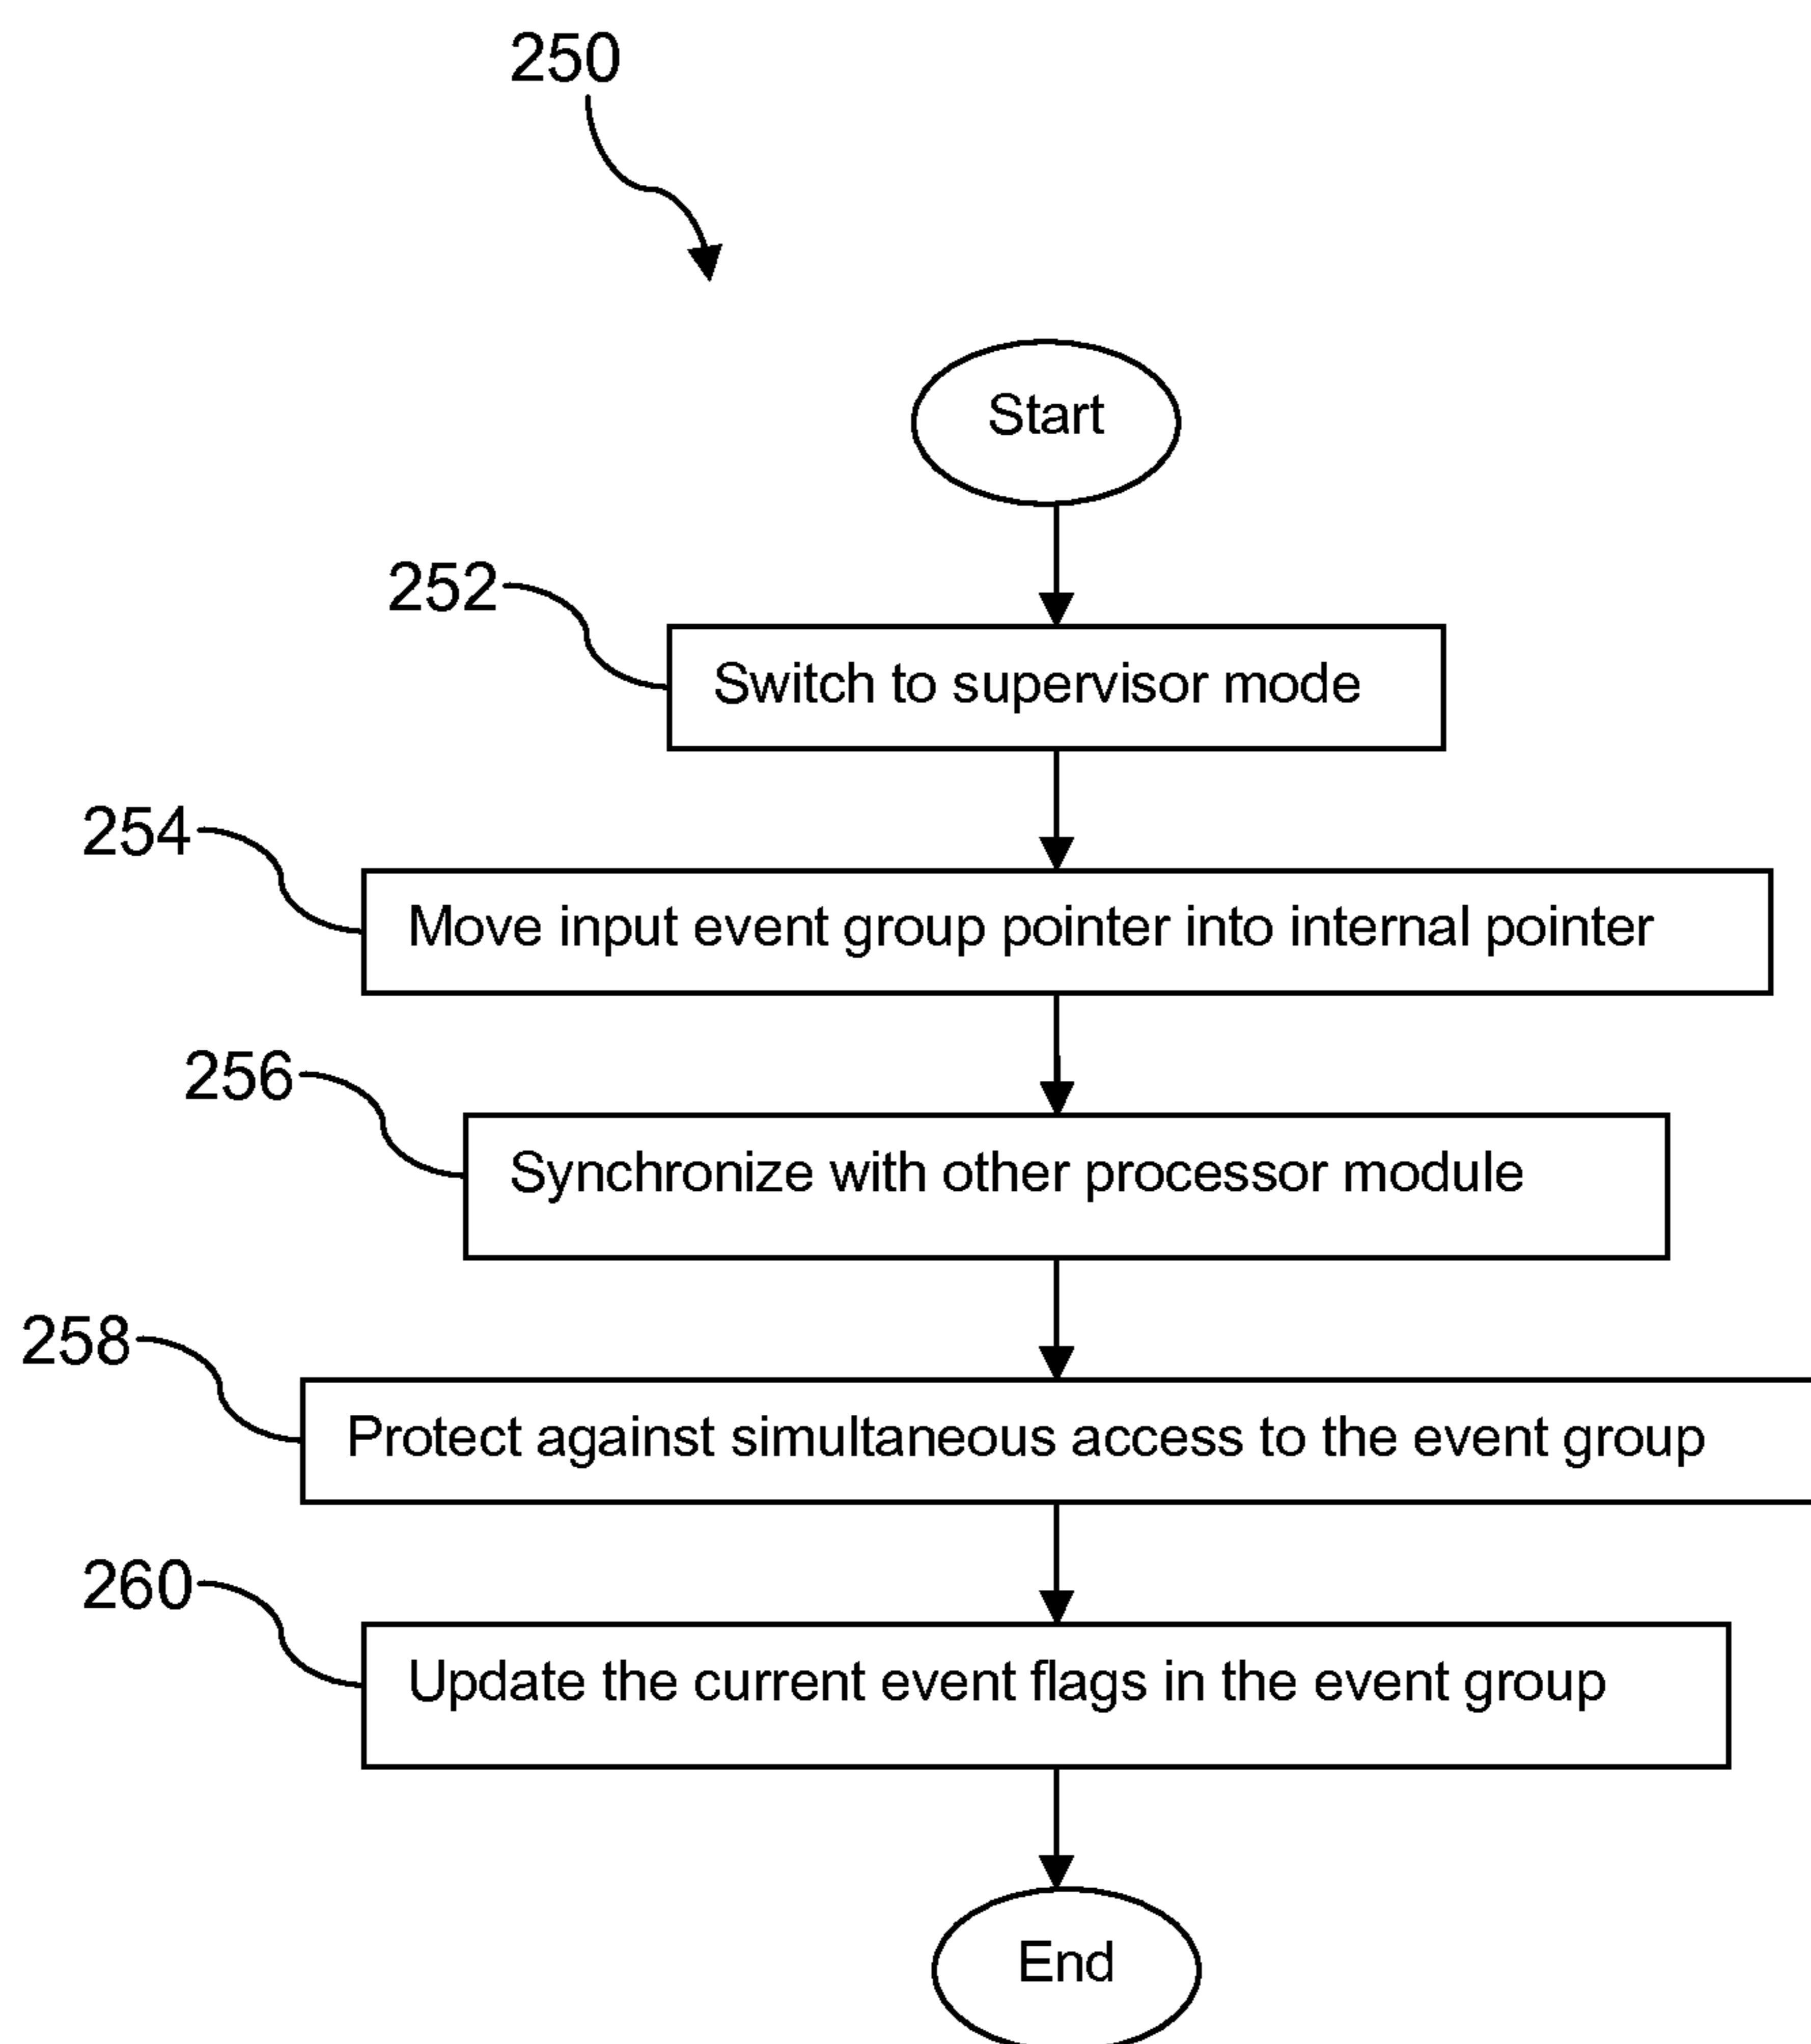 250
Start
252
Switch to supervisor mode
254
Move input event group pointer into internal pointer
256
Synchronize with other processor module
258
Protect against simultaneous access to the event group
260
Update the current event flags in the event group
End